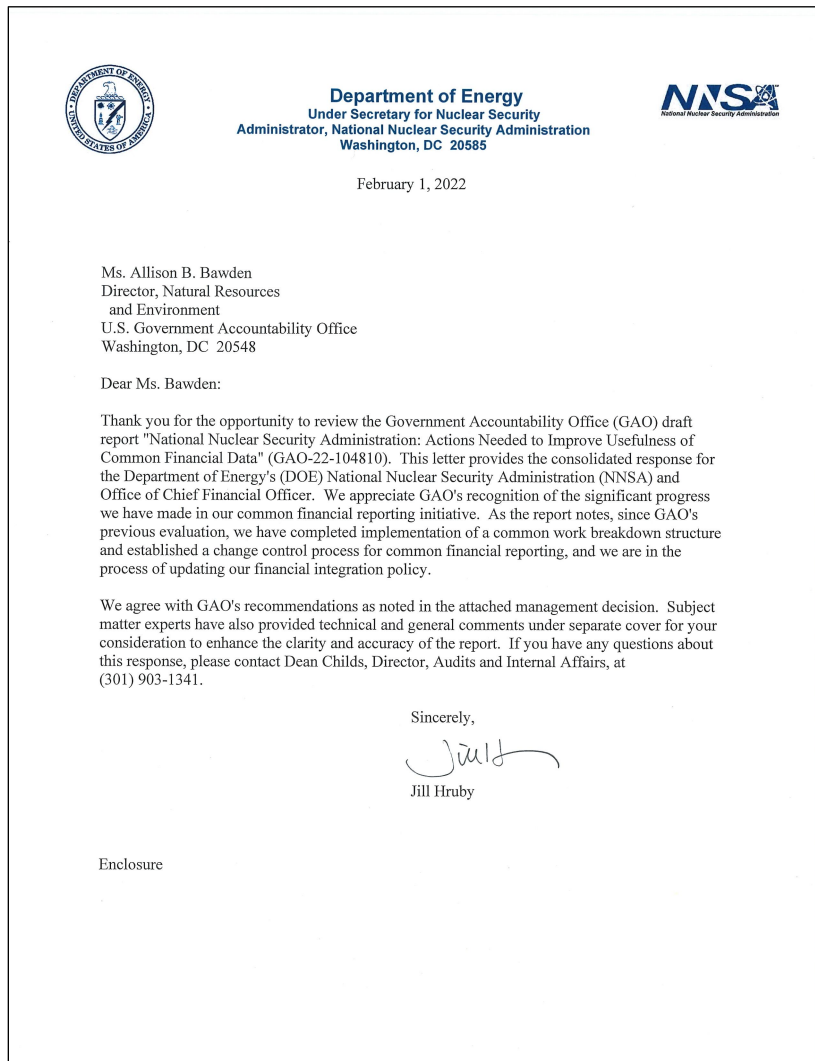 DEPARTMENT OF ENERGY
UNITED STATES OF AMERICA
Department of Energy
Under Secretary for Nuclear Security
Administrator, National Nuclear Security Administration
Washington, DC 20585
NNSA
National Nuclear Security Administration
February 1, 2022
Ms. Allison B. Bawden
Director, Natural Resources
and Environment
U.S. Government Accountability Office
Washington, DC 20548
Dear Ms. Bawden:
Thank you for the opportunity to review the Government Accountability Office (GAO) draft
report "National Nuclear Security Administration: Actions Needed to Improve Usefulness of
Common Financial Data" (GAO-22-104810). This letter provides the consolidated response for
the Department of Energy's (DOE) National Nuclear Security Administration (NNSA) and
Office of Chief Financial Officer. We appreciate GAO's recognition of the significant progress
we have made in our common financial reporting initiative. As the report notes, since GAO's
previous evaluation, we have completed implementation of a common work breakdown structure
and established a change control process for common financial reporting, and we are in the
process of updating our financial integration policy.
We agree with GAO's recommendations as noted in the attached management decision. Subject
matter experts have also provided technical and general comments under separate cover for your
consideration to enhance the clarity and accuracy of the report. If you have any questions about
this response, please contact Dean Childs, Director, Audits and Internal Affairs, at
(301) 903-1341.
Sincerely,
Jill Hruby
Enclosure